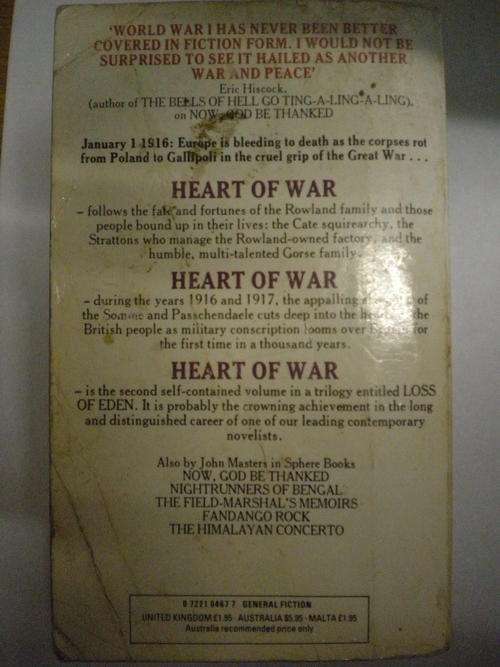 'WORLD WAR I HAS NEVER BEEN BETTER
COVERED IN FICTION FORM. I WOULD NOT BE
SURPRISED TO SEE IT HAILED AS ANOTHER
WAR AND PEACE'
Eric Hiscock,
(author of THE BELLS OF HELL GO TING-A-LING-A-LING),
on NOW, GOD BE THANKED
January 1 1916: Europe is bleeding to death as the corpses rot
from Poland to Gallipoli in the cruel grip of the Great War . . .
HEART OF WAR
– follows the fate and fortunes of the Rowland family and those
people bound up in their lives: the Cate squirearchy, the
Strattons who manage the Rowland-owned factory, and the
humble, multi-talented Gorse family.
HEART OF WAR
– during the years 1916 and 1917, the appalling of
the Somme and Passchendaele cuts deep into the
British people as military conscription looms over for
the first time in a thousand years.
HEART OF WAR
– is the second self-contained volume in a trilogy entitled LOSS
OF EDEN. It is probably the crowning achievement in the long
and distinguished career of one of our leading contemporary
novelists.
Also by John Masters in Sphere Books
NOW, GOD BE THANKED
NIGHTRUNNERS OF BENGAL
THE FIELD-MARSHAL'S MEMOIRS
FANDANGO ROCK
THE HIMALAYAN CONCERTO
0 7221 0467 7 GENERAL FICTION
UNITED KINGDOM £1.95 AUSTRALIA $5.95 · MALTA £1.95
Australia recommended price only